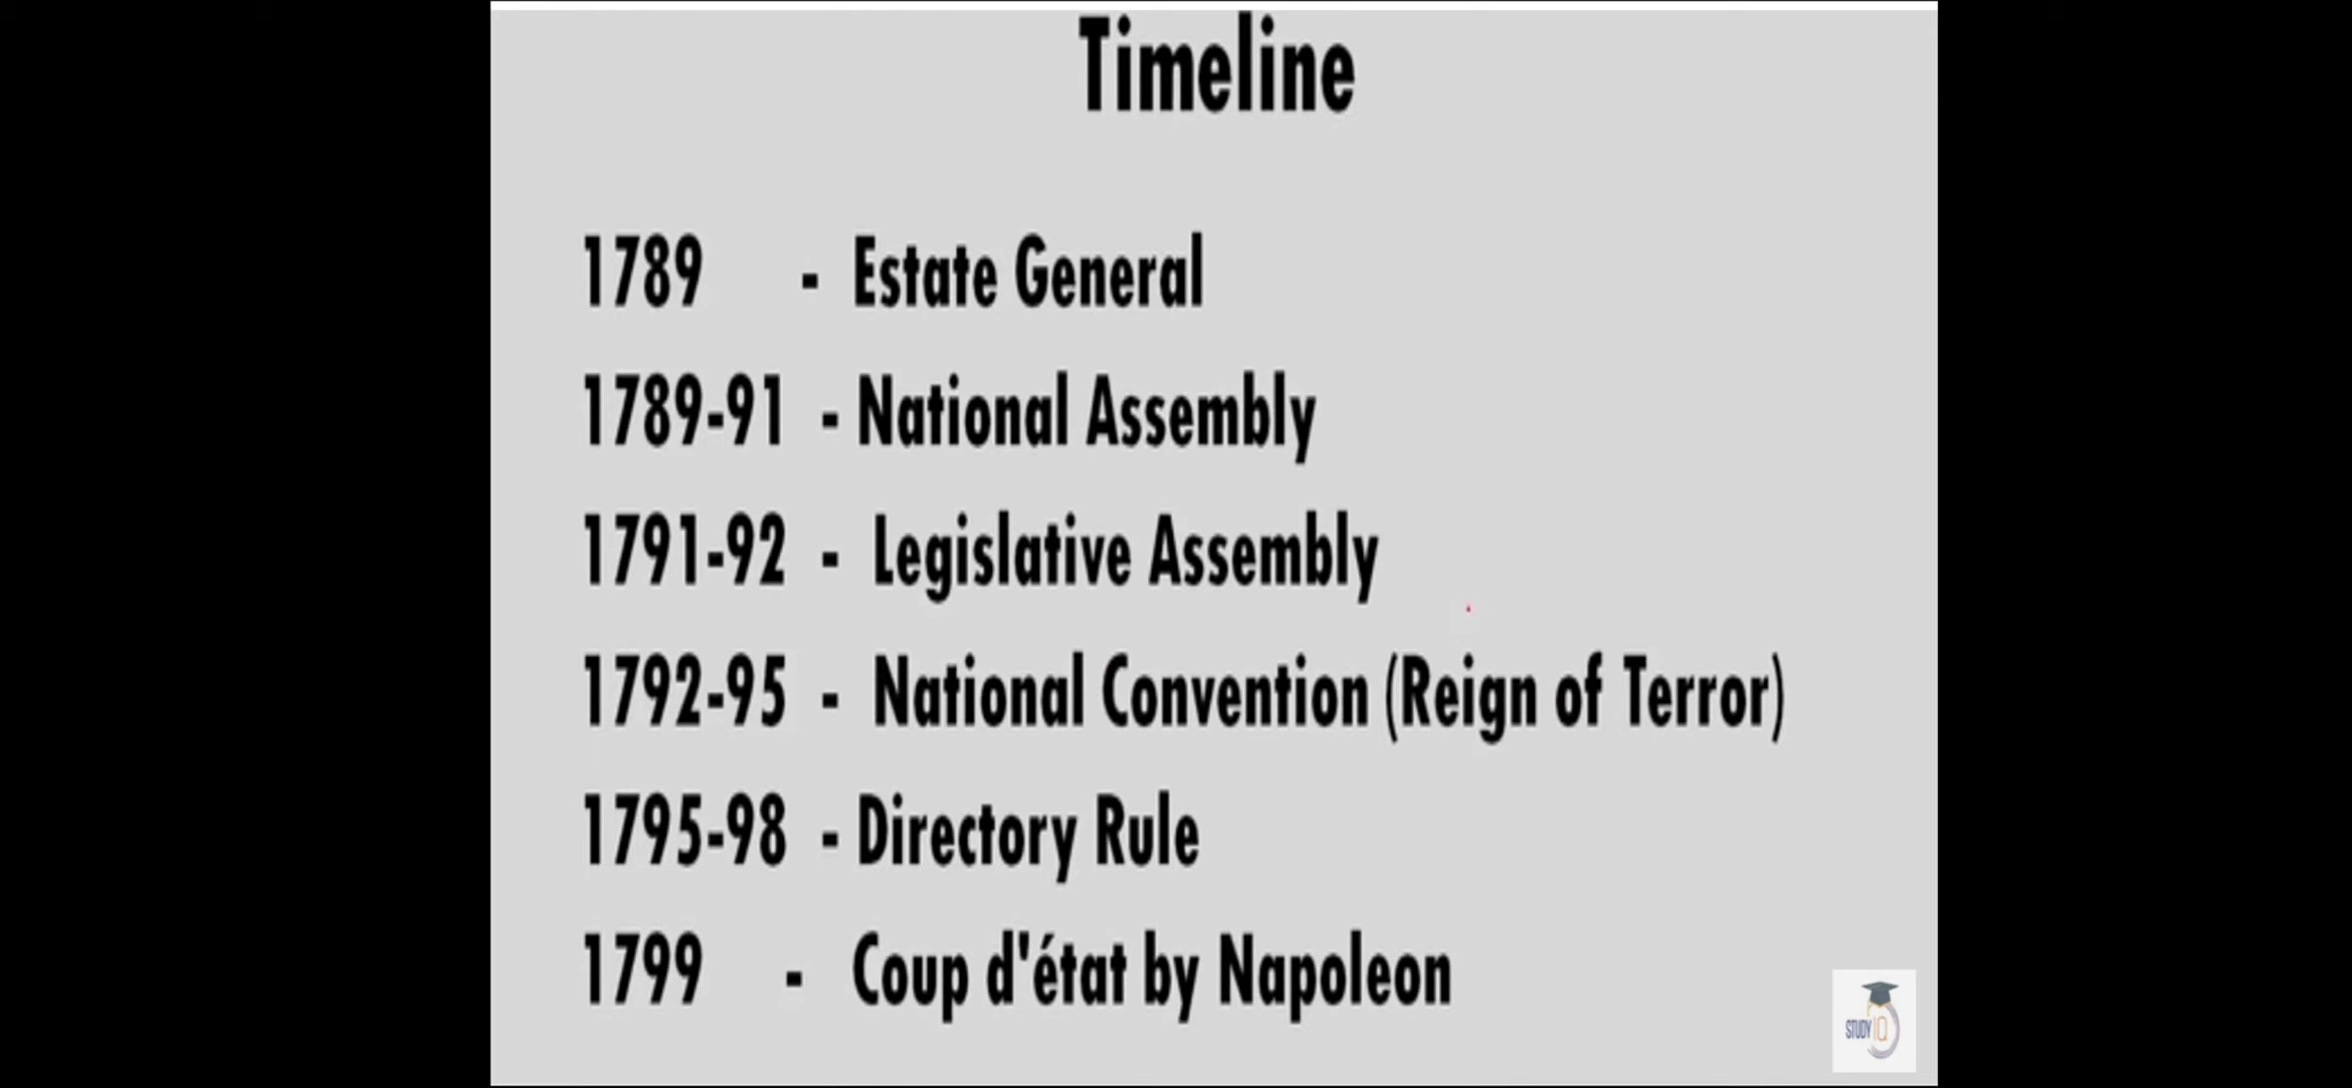 Timeline
1789 - Estate General
1789-91 - National Assembly
1791-92 - Legislative Assembly
1792-95 - National Convention (Reign of Terror)
1795-98 - Directory Rule
1799 - Coup d'état by Napoleon
STUDY IQ